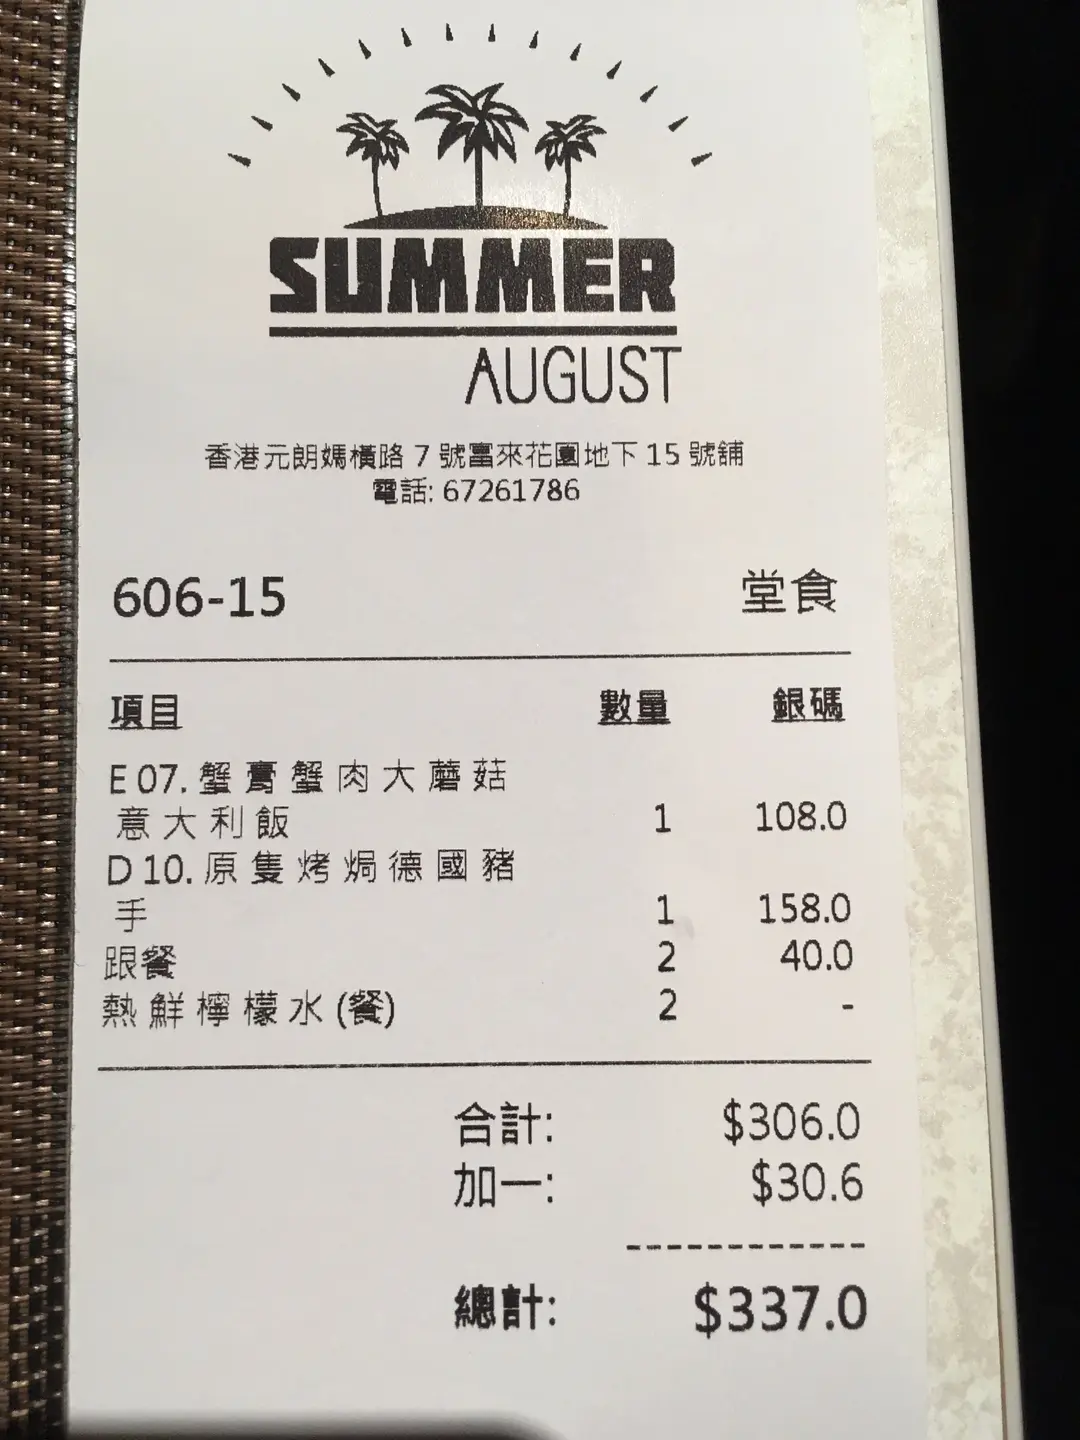 SUMMER
AUGUST
香港元朗媽橫路 7 號富來花園地下 15 號舖
電話: 67261786
606-15 堂食
項目 數量 銀碼
E 07. 蟹膏蟹肉大蘑菇
意大利飯 1 108.0
D 10. 原隻烤焗德國豬
手 1 158.0
跟餐 2 40.0
熱鮮檸檬水 (餐) 2 -
合計: $306.0
加一: $30.6
------------
總計: $337.0